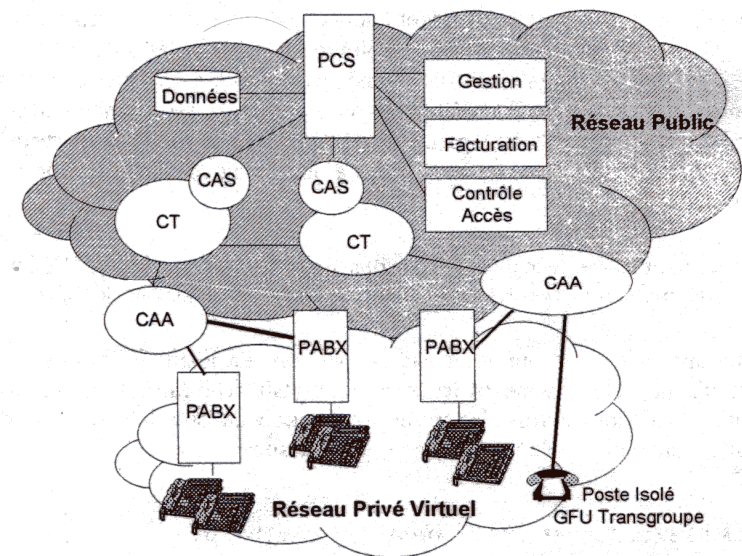 PCS
Données
Gestion
Réseau Public
Facturation
CAS
CAS
Contrôle
Accès
CT
CT
CAA
CAA
PABX
PABX
PABX
Réseau Privé Virtuel
Poste Isolé
GFU Transgroupe